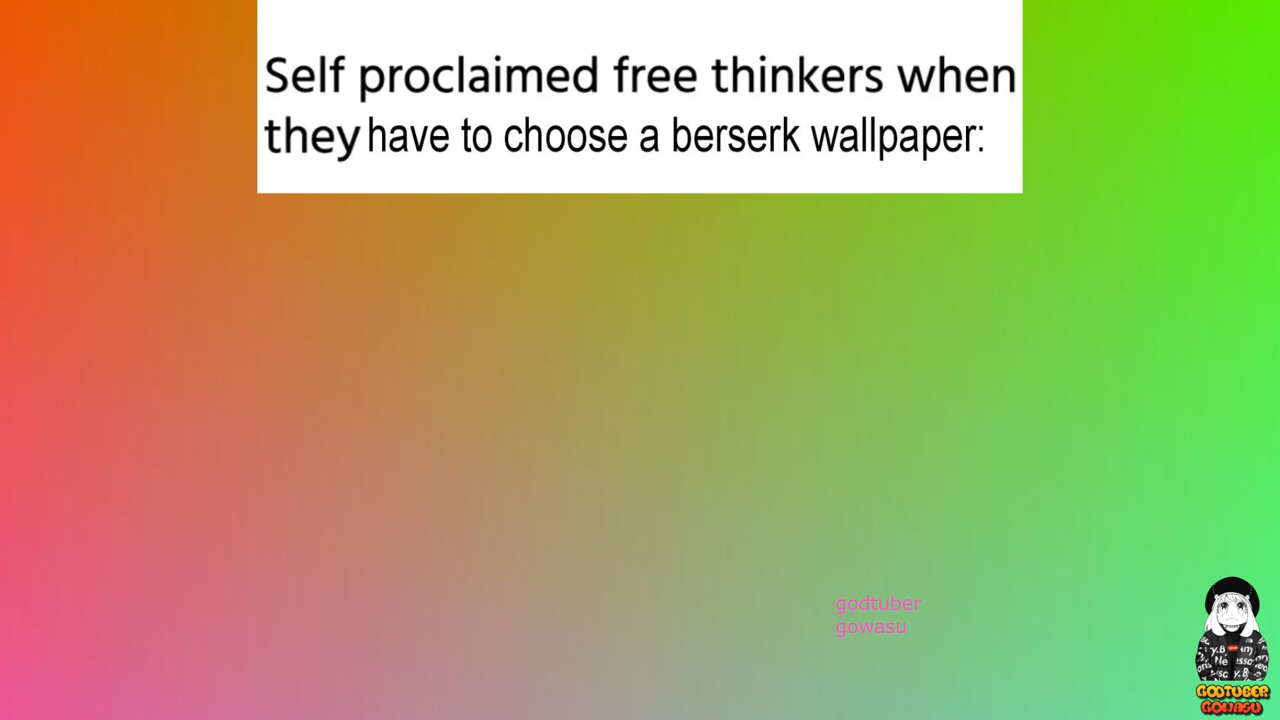 Self proclaimed free thinkers when
they have to choose a berserk wallpaper:
godtuber
gowasu
GODTUBER
GOWASU